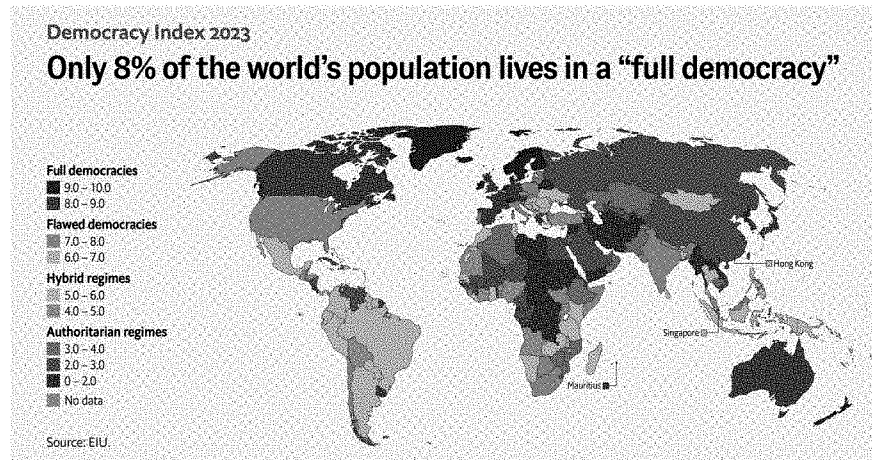 Democracy Index 2023
Only 8% of the world's population lives in a “full democracy”
Full democracies
9.0 – 10.0
8.0 – 9.0
Flawed democracies
7.0 – 8.0
6.0 – 7.0
Hybrid regimes
5.0 – 6.0
4.0 – 5.0
Authoritarian regimes
3.0 – 4.0
2.0 – 3.0
0 – 2.0
No data
Hong Kong
Singapore
Mauritius
Source: EIU.